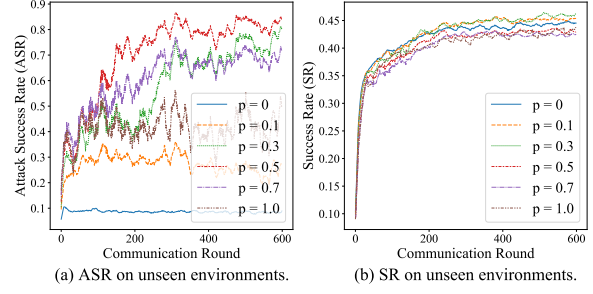 Attack Success Rate (ASR)
0.9
0.8
0.7
0.6
0.5
0.4
0.3
0.2
0.1
p = 0
p = 0.1
p = 0.3
p = 0.5
p = 0.7
p = 1.0
0
200
400
600
Communication Round
(a) ASR on unseen environments.
Success Rate (SR)
0.45
0.40
0.35
0.30
0.25
0.20
0.15
0.10
p = 0
p = 0.1
p = 0.3
p = 0.5
p = 0.7
p = 1.0
0
200
400
600
Communication Round
(b) SR on unseen environments.